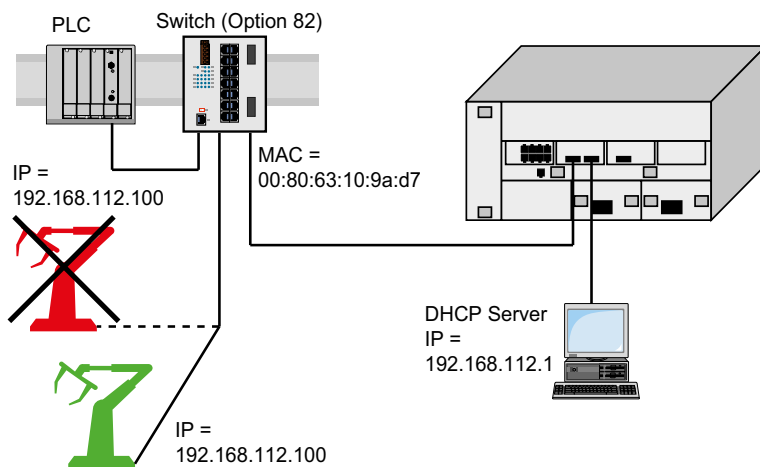 PLC
Switch (Option 82)
MAC =
00:80:63:10:9a:d7
IP =
192.168.112.100
DHCP Server
IP =
192.168.112.1
IP =
192.168.112.100